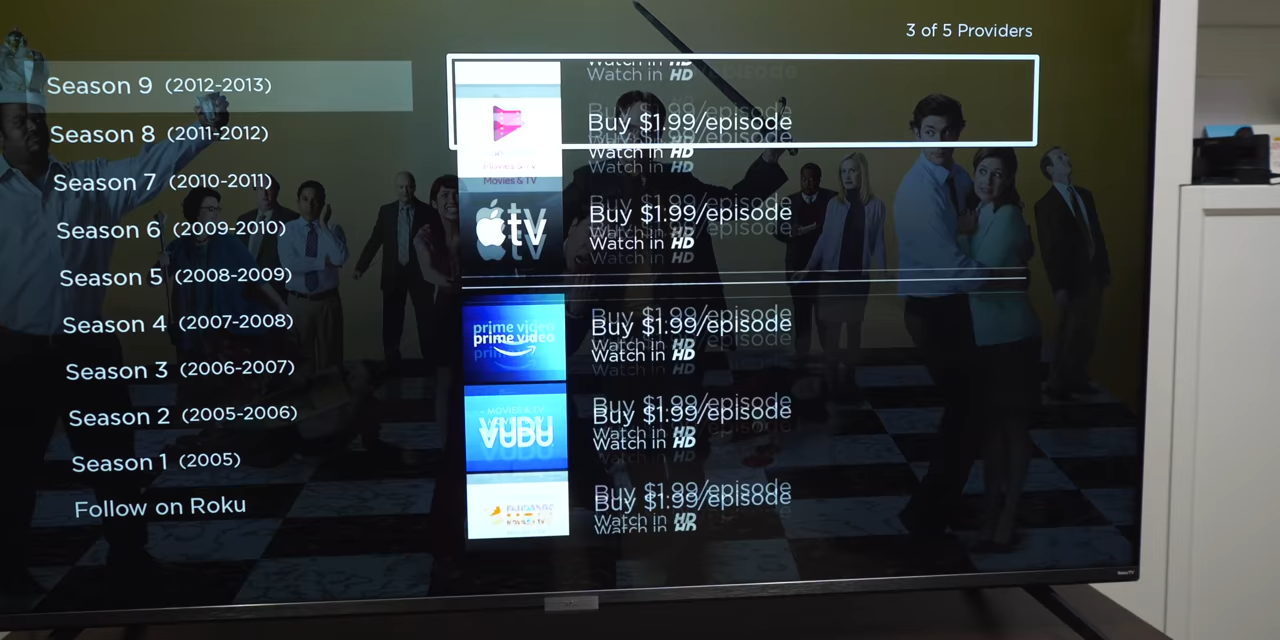 3 of 5 Providers
Season 9 (2012-2013)
Season 8 (2011-2012)
Season 7 (2010-2011)
Season 6 (2009-2010)
Season 5 (2008-2009)
Season 4 (2007-2008)
Season 3 (2006-2007)
Season 2 (2005-2006)
Season 1 (2005)
Follow on Roku
Watch in HD
Movies & TV
Buy $1.99/episode
Watch in HD
tv
Buy $1.99/episode
Watch in HD
prime video
Buy $1.99/episode
Watch in HD
MOVIES & TV
VUDU
Buy $1.99/episode
Watch in HD
Buy $1.99/episode
Watch in HD